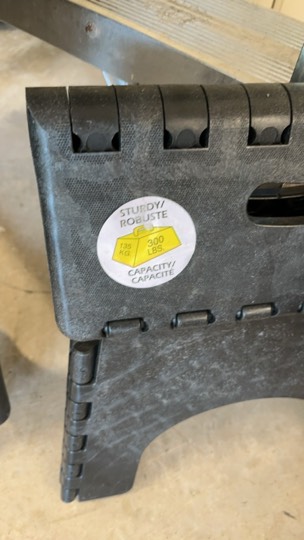 STURDY/
ROBUSTE
135 300
KG LBS
CAPACITY/
CAPACITÉ